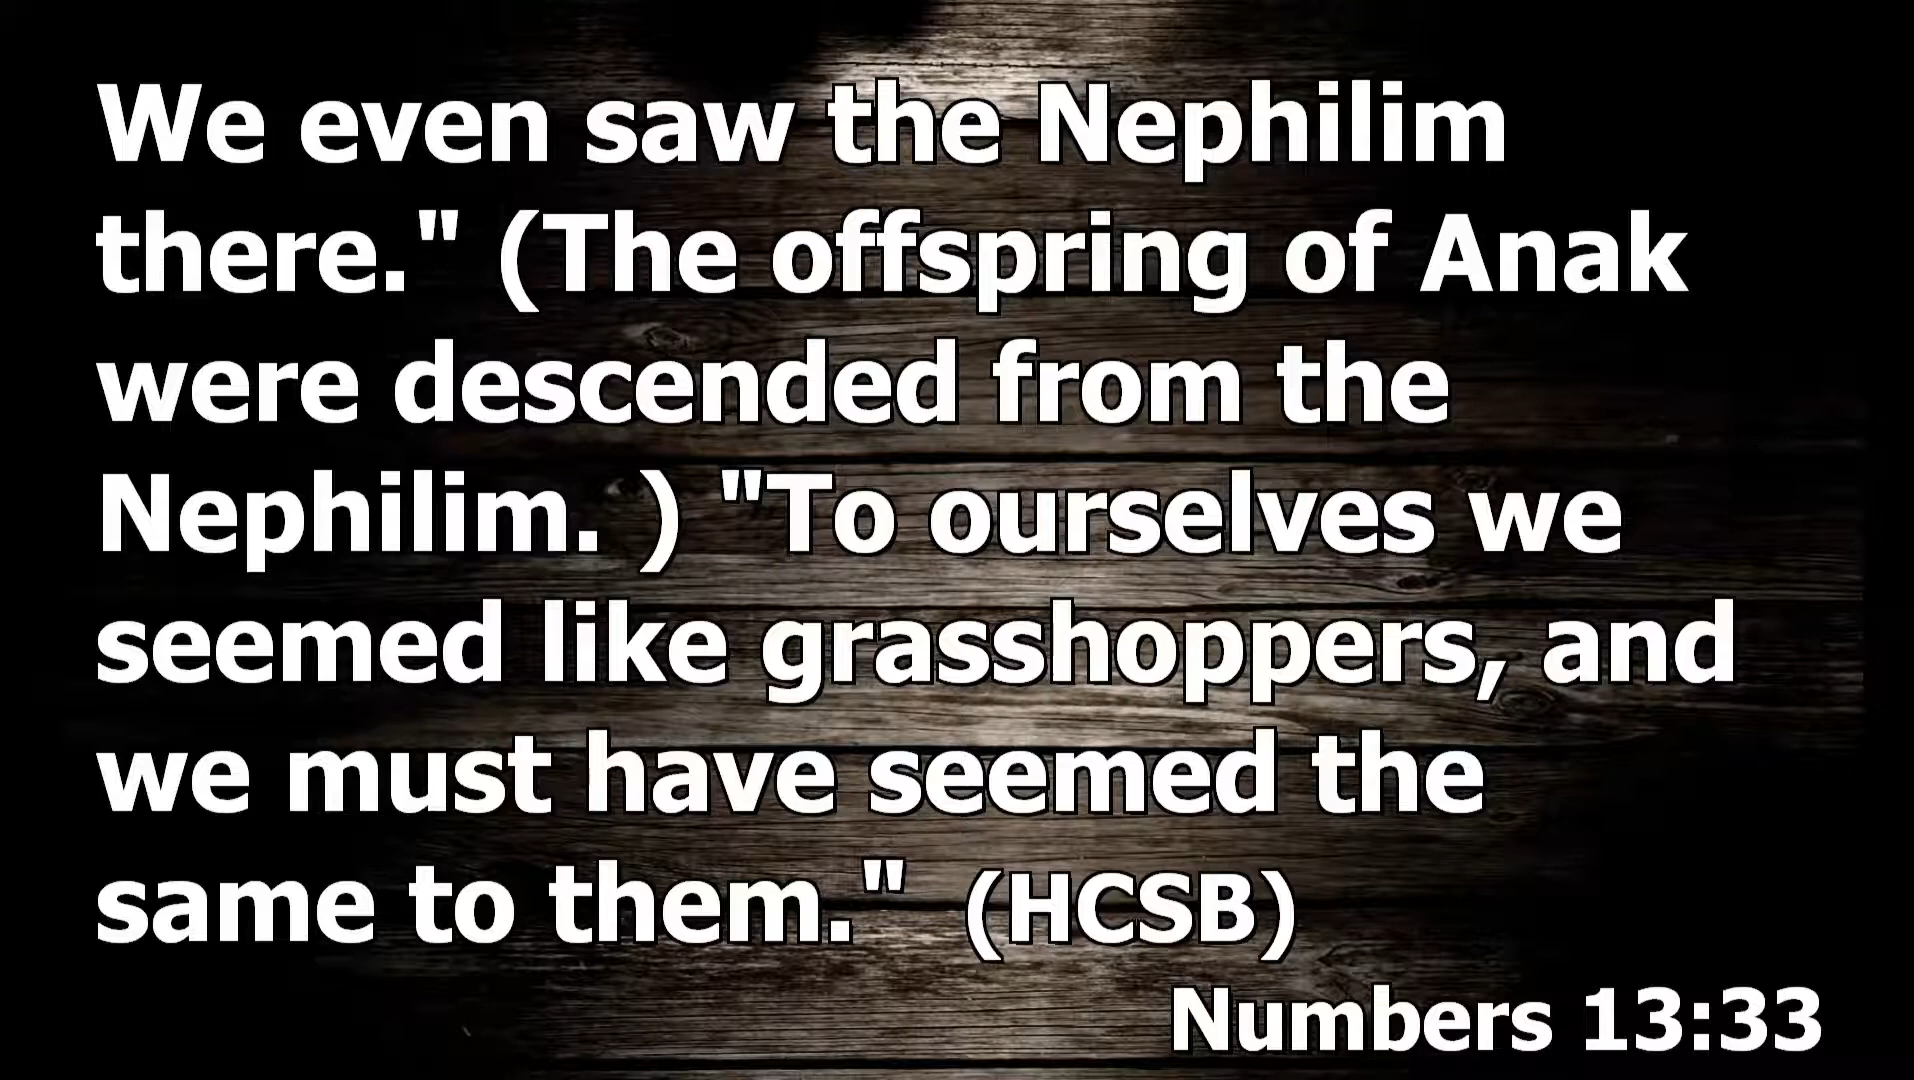 We even saw the Nephilim
there." (The offspring of Anak
were descended from the
Nephilim. ) "To ourselves we
seemed like grasshoppers, and
we must have seemed the
same to them." (HCSB)
Numbers 13:33